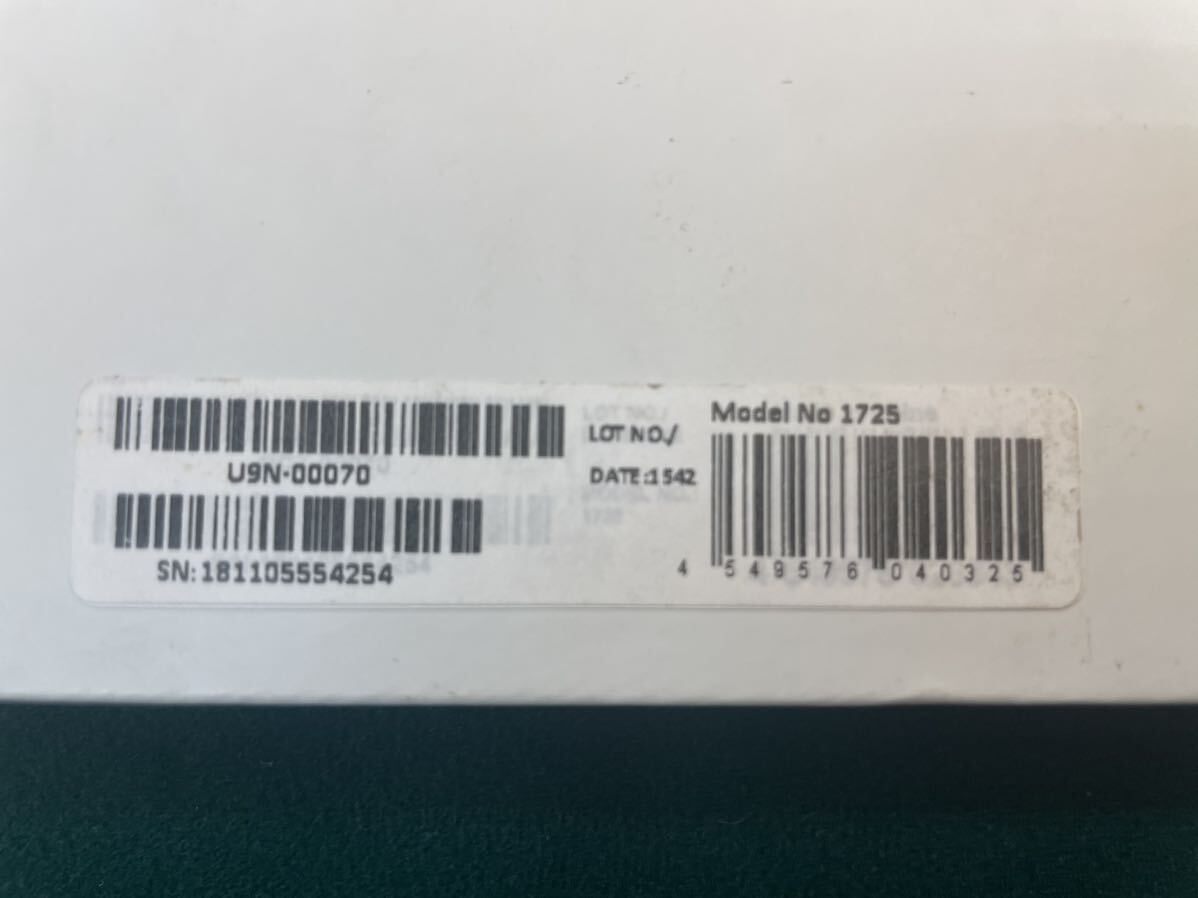 U9N-00070
SN:181105554254
LOT NO./
DATE:1542
Model No 1725
4 549576 040325